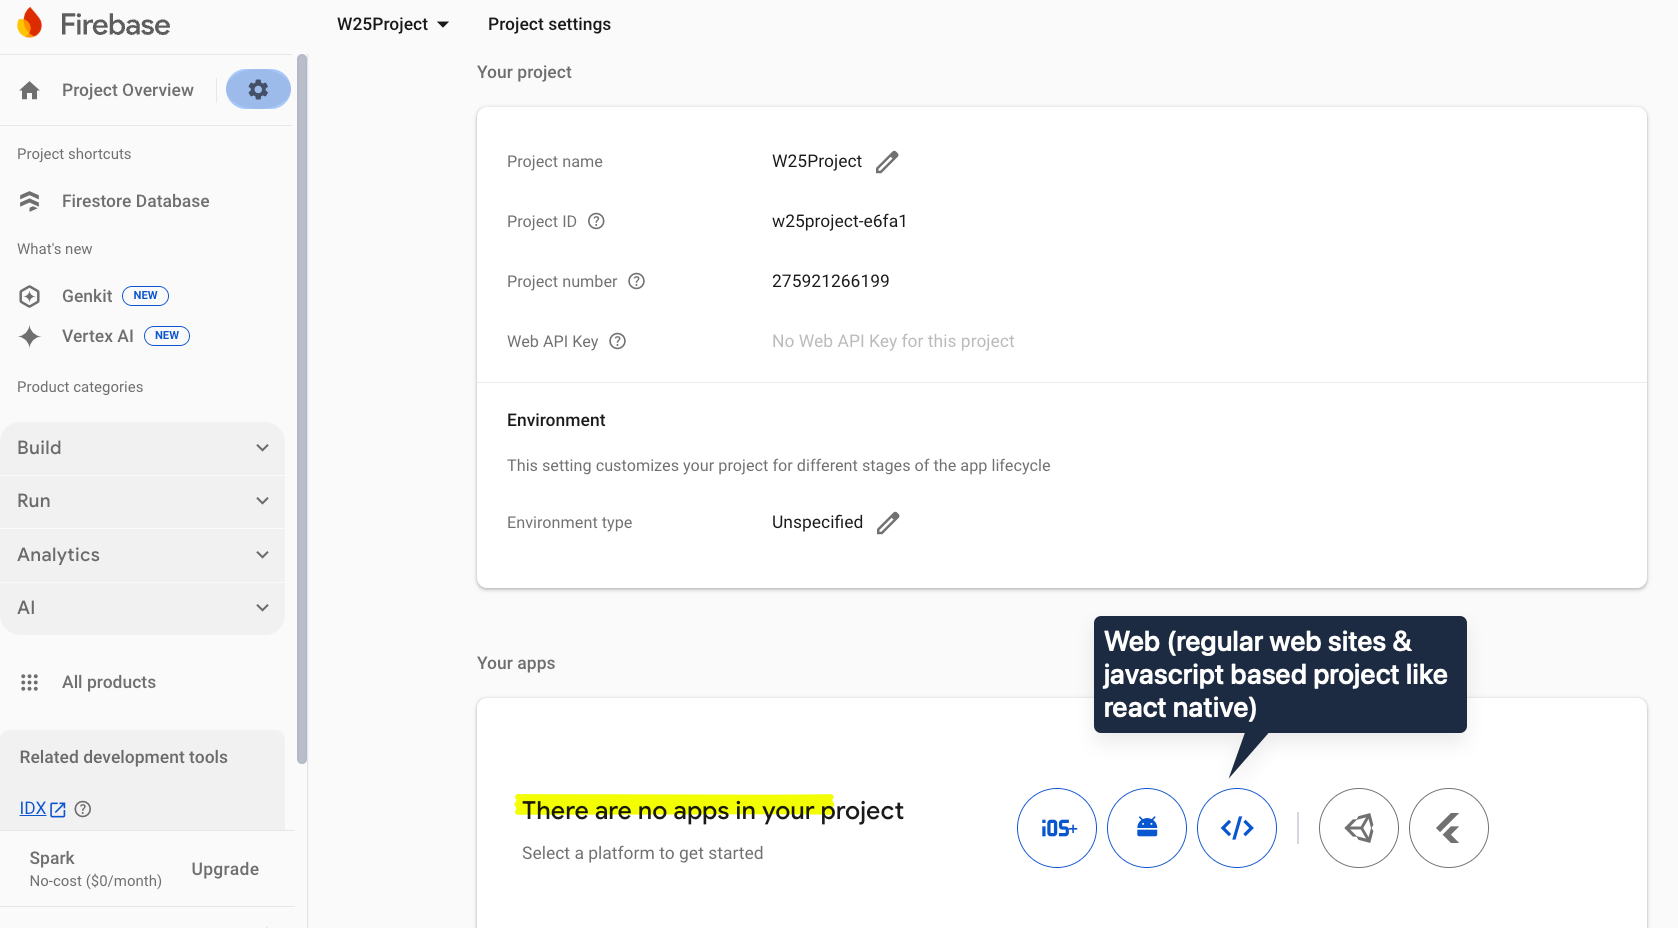 Firebase
W25Project
Project settings
Project Overview
Project shortcuts
Firestore Database
What's new
Genkit NEW
Vertex AI NEW
Product categories
Build
Run
Analytics
AI
All products
Related development tools
IDX
Spark
No-cost ($0/month)
Upgrade
Your project
Project name W25Project
Project ID w25project-e6fa1
Project number 275921266199
Web API Key No Web API Key for this project
Environment
This setting customizes your project for different stages of the app lifecycle
Environment type Unspecified
Your apps
Web (regular web sites &
javascript based project like
react native)
There are no apps in your project
Select a platform to get started
iOS+